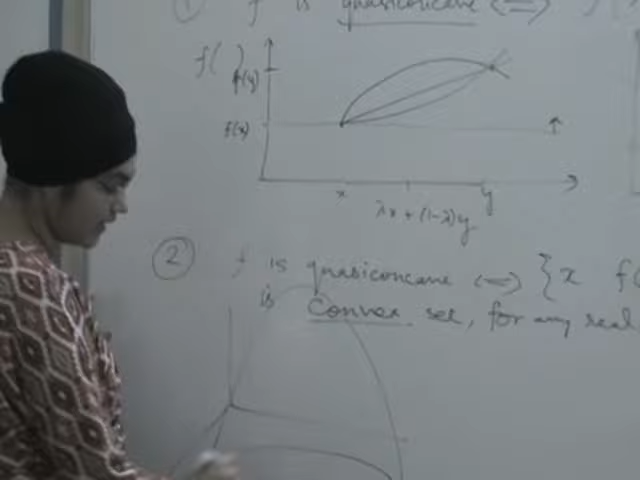 ① f is quasiconcave <=>
f( )
f(y)
f(x)
x
y
λx + (1-λ)y
② f is quasiconcave <=> { x f(
is Convex set, for any real